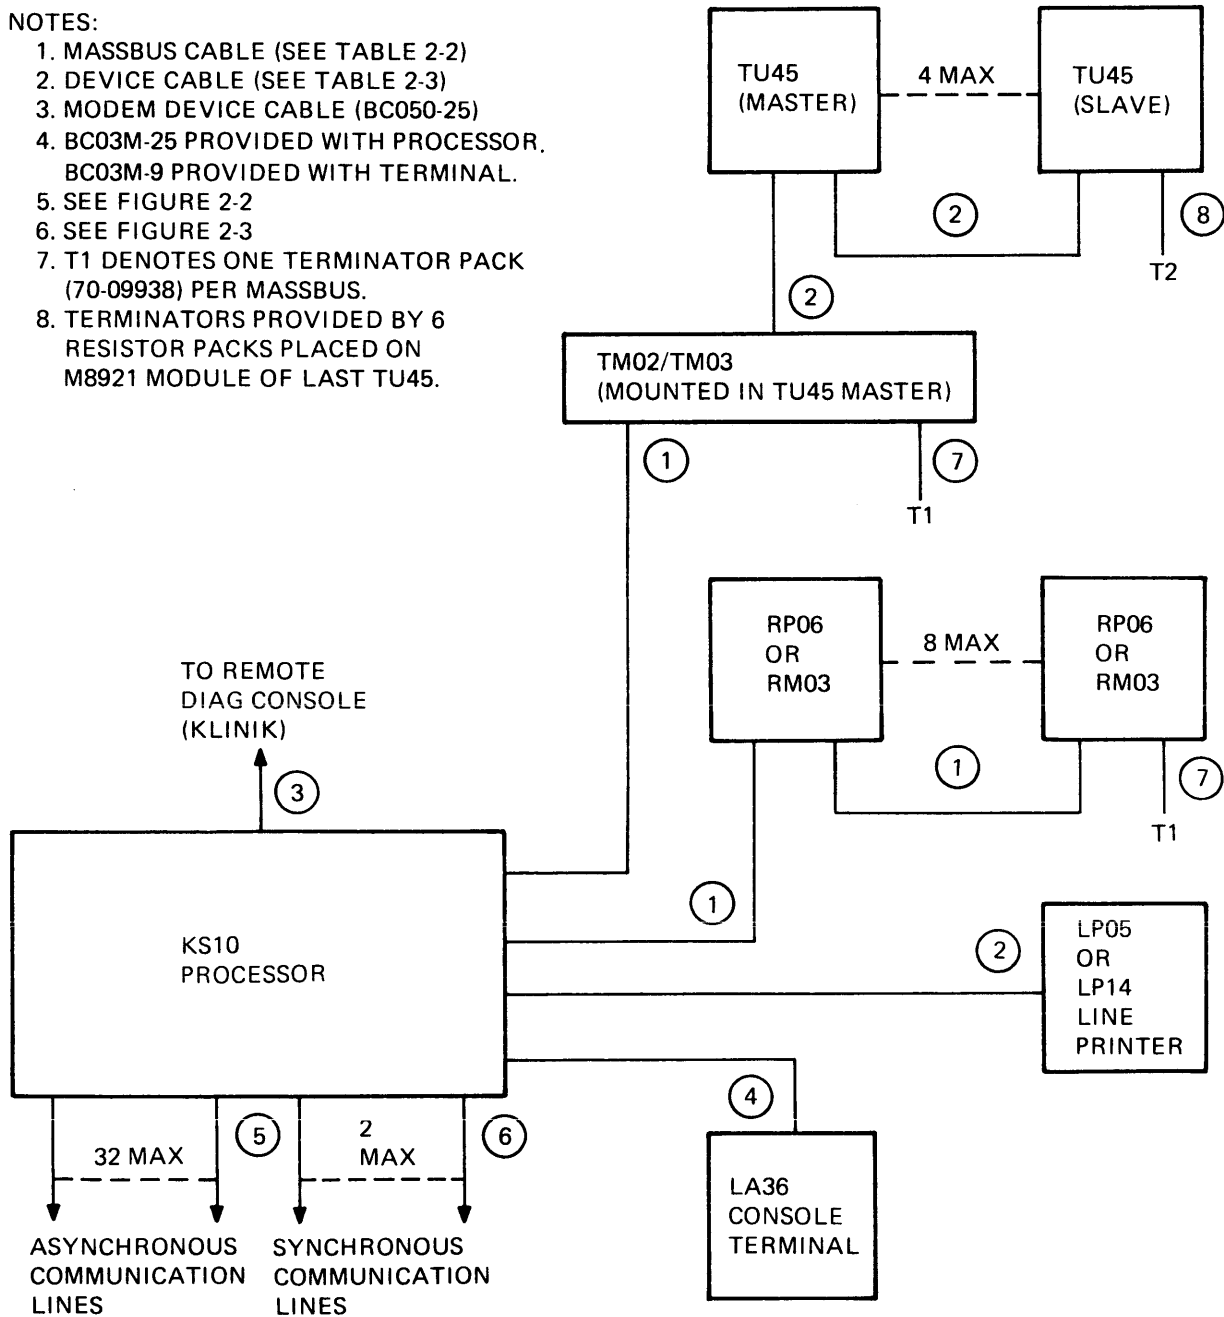 NOTES:
1. MASSBUS CABLE (SEE TABLE 2-2)
2. DEVICE CABLE (SEE TABLE 2-3)
3. MODEM DEVICE CABLE (BC050-25)
4. BC03M-25 PROVIDED WITH PROCESSOR.
BC03M-9 PROVIDED WITH TERMINAL.
5. SEE FIGURE 2-2
6. SEE FIGURE 2-3
7. T1 DENOTES ONE TERMINATOR PACK
(70-09938) PER MASSBUS.
8. TERMINATORS PROVIDED BY 6
RESISTOR PACKS PLACED ON
M8921 MODULE OF LAST TU45.
TU45
(MASTER)
4 MAX
TU45
(SLAVE)
2
8
T2
2
TM02/TM03
(MOUNTED IN TU45 MASTER)
1
7
T1
RP06
OR
RM03
8 MAX
RP06
OR
RM03
1
7
T1
TO REMOTE
DIAG CONSOLE
(KLINIK)
3
KS10
PROCESSOR
1
2
LP05
OR
LP14
LINE
PRINTER
4
LA36
CONSOLE
TERMINAL
5
32 MAX
2
MAX
6
ASYNCHRONOUS
COMMUNICATION
LINES
SYNCHRONOUS
COMMUNICATION
LINES